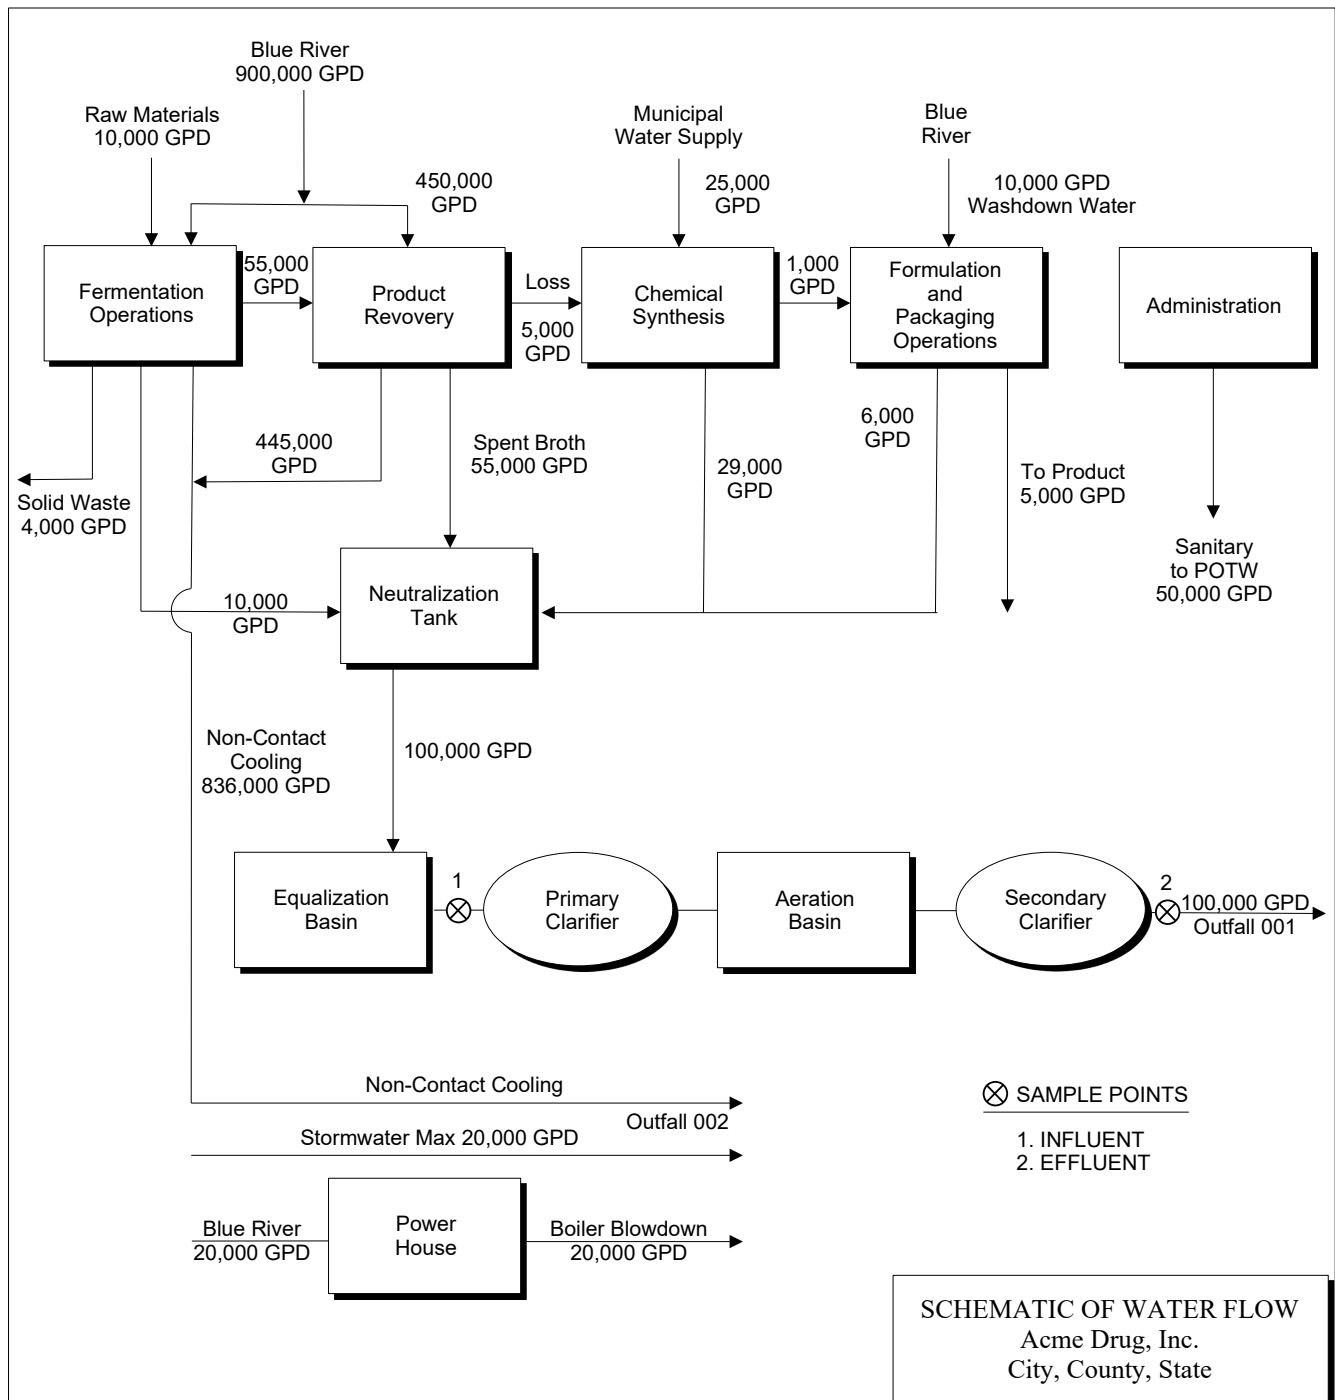 Blue River
900,000 GPD
Raw Materials
10,000 GPD
Municipal
Water Supply
Blue
River
450,000
GPD
25,000
GPD
10,000 GPD
Washdown Water
Fermentation
Operations
55,000
GPD
Product
Revovery
Loss
5,000
GPD
Chemical
Synthesis
1,000
GPD
Formulation
and
Packaging
Operations
Administration
Solid Waste
4,000 GPD
445,000
GPD
Spent Broth
55,000 GPD
29,000
GPD
6,000
GPD
To Product
5,000 GPD
Sanitary
to POTW
50,000 GPD
10,000
GPD
Neutralization
Tank
Non-Contact
Cooling
836,000 GPD
100,000 GPD
Equalization
Basin
1
Primary
Clarifier
Aeration
Basin
Secondary
Clarifier
2
100,000 GPD
Outfall 001
Non-Contact Cooling
Outfall 002
Stormwater Max 20,000 GPD
SAMPLE POINTS
1. INFLUENT
2. EFFLUENT
Blue River
20,000 GPD
Power
House
Boiler Blowdown
20,000 GPD
SCHEMATIC OF WATER FLOW
Acme Drug, Inc.
City, County, State